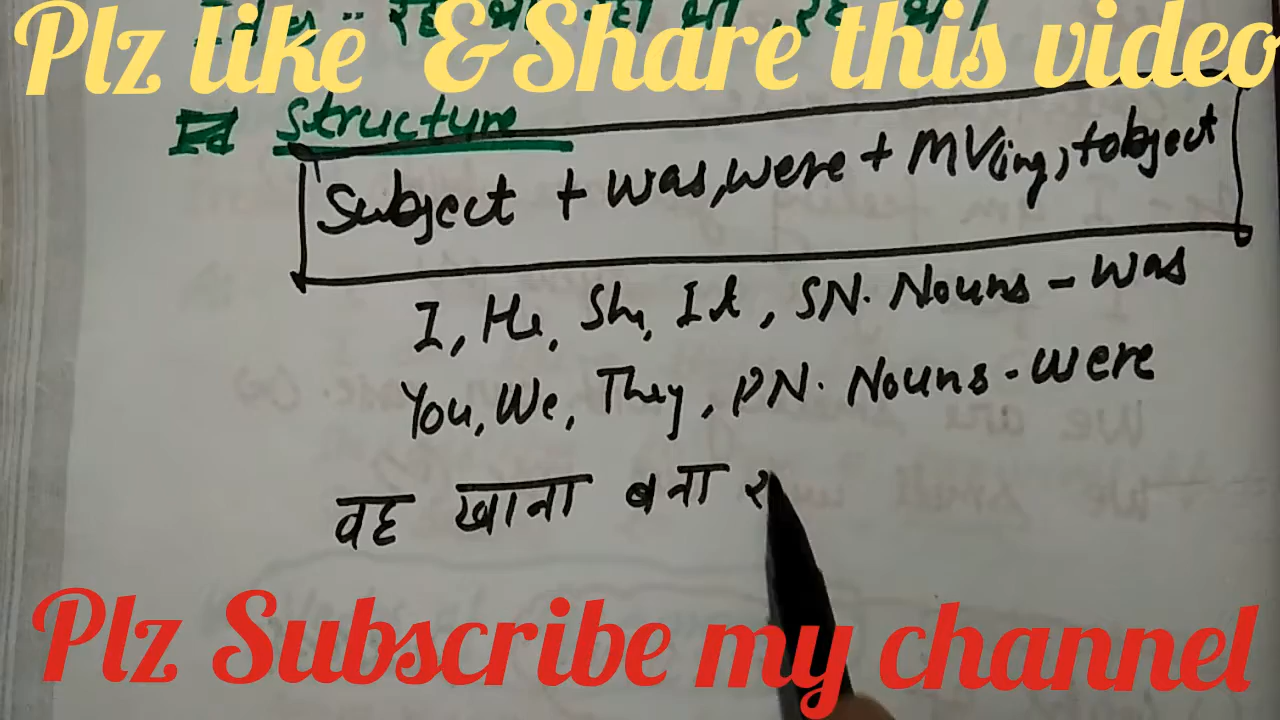 Plz like &Share this video
Structure
Subject + was, were + MV(ing) + object
I, He, She, It, SN. Nouns - was
You, We, They, PN. Nouns - were
वह खाना बना र
Plz Subscribe my channel